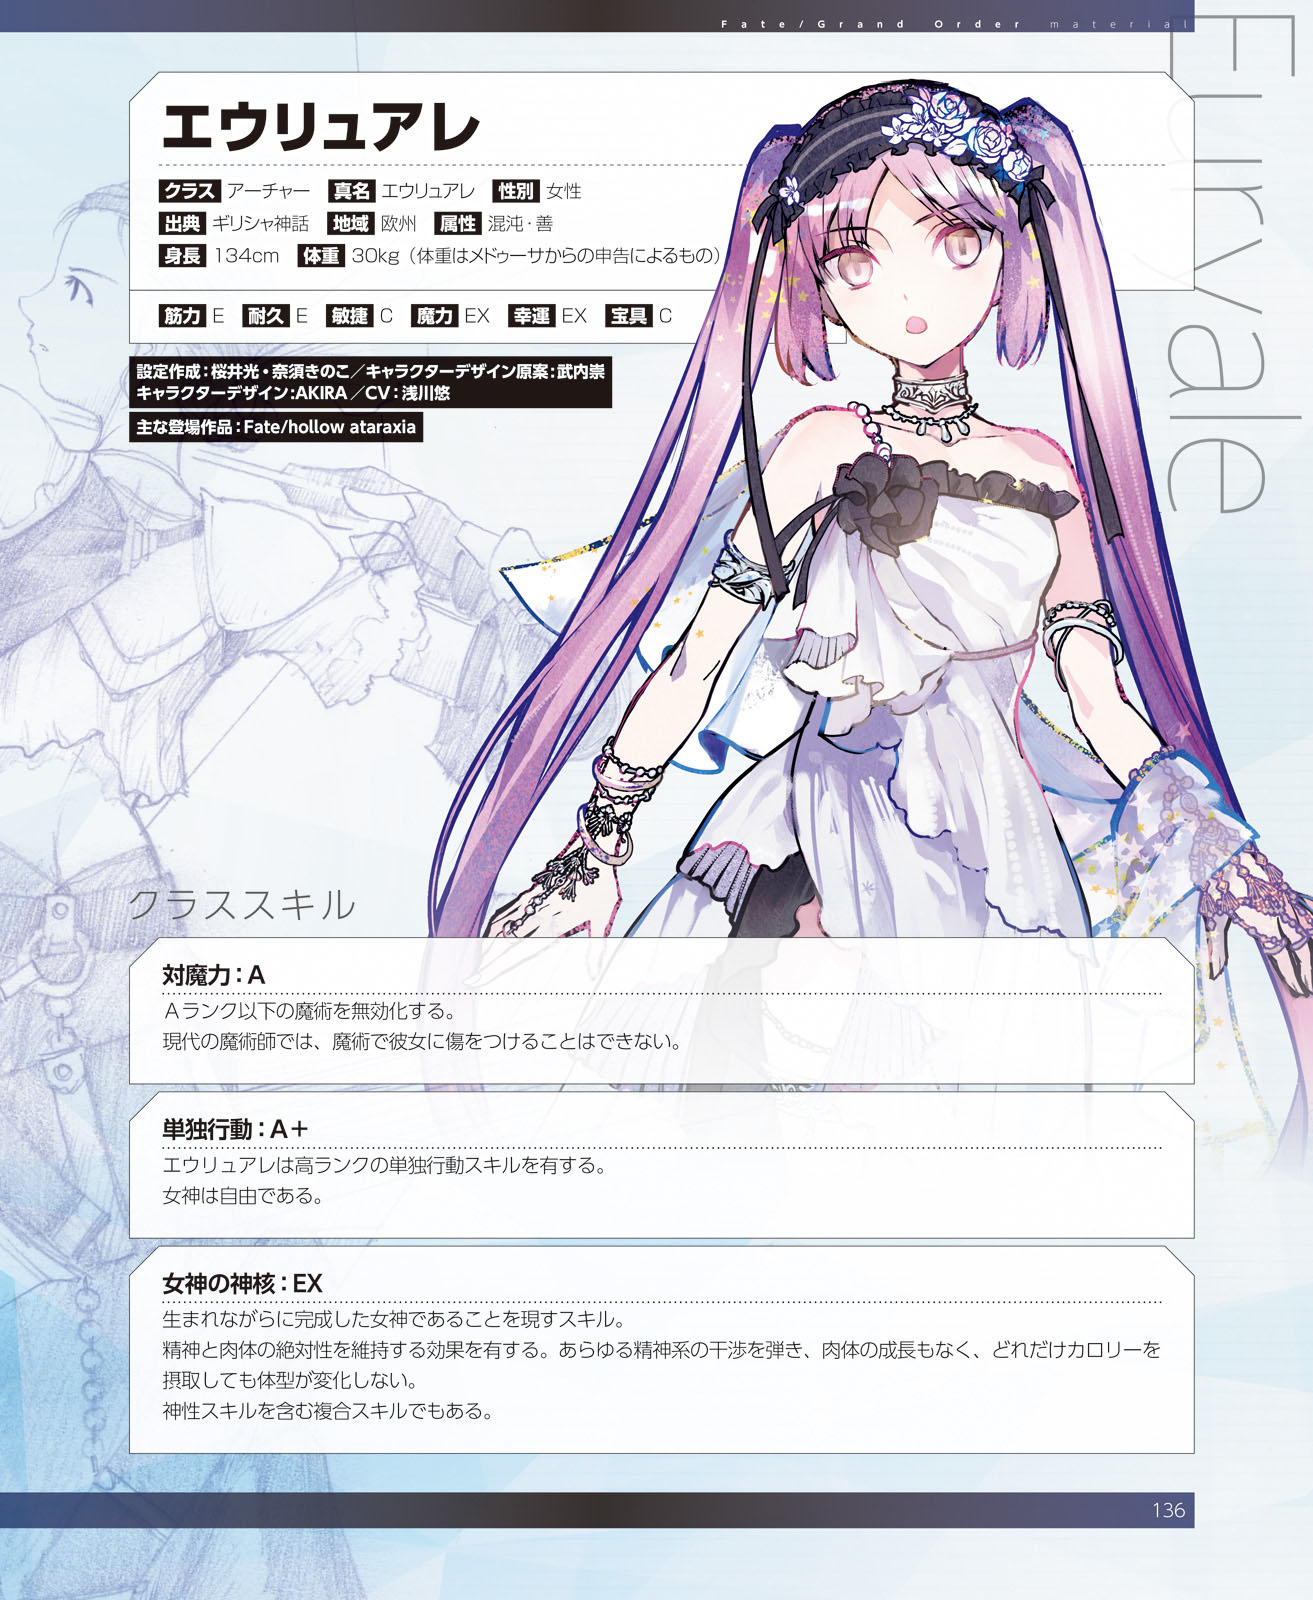 Fate/Grand Order material
Euryale
エウリュアレ
クラス アーチャー 真名 エウリュアレ 性別 女性
出典 ギリシャ神話 地域 欧州 属性 混沌・善
身長 134cm 体重 30kg（体重はメドゥーサからの申告によるもの）
筋力 E 耐久 E 敏捷 C 魔力 EX 幸運 EX 宝具 C
設定作成：桜井光・奈須きのこ／キャラクターデザイン原案：武内崇
キャラクターデザイン:AKIRA／CV：浅川悠
主な登場作品：Fate/hollow ataraxia
クラススキル
対魔力：A
Aランク以下の魔術を無効化する。
現代の魔術師では、魔術で彼女に傷をつけることはできない。
単独行動：A＋
エウリュアレは高ランクの単独行動スキルを有する。
女神は自由である。
女神の神核：EX
生まれながらに完成した女神であることを現すスキル。
精神と肉体の絶対性を維持する効果を有する。あらゆる精神系の干渉を弾き、肉体の成長もなく、どれだけカロリーを
摂取しても体型が変化しない。
神性スキルを含む複合スキルでもある。
136